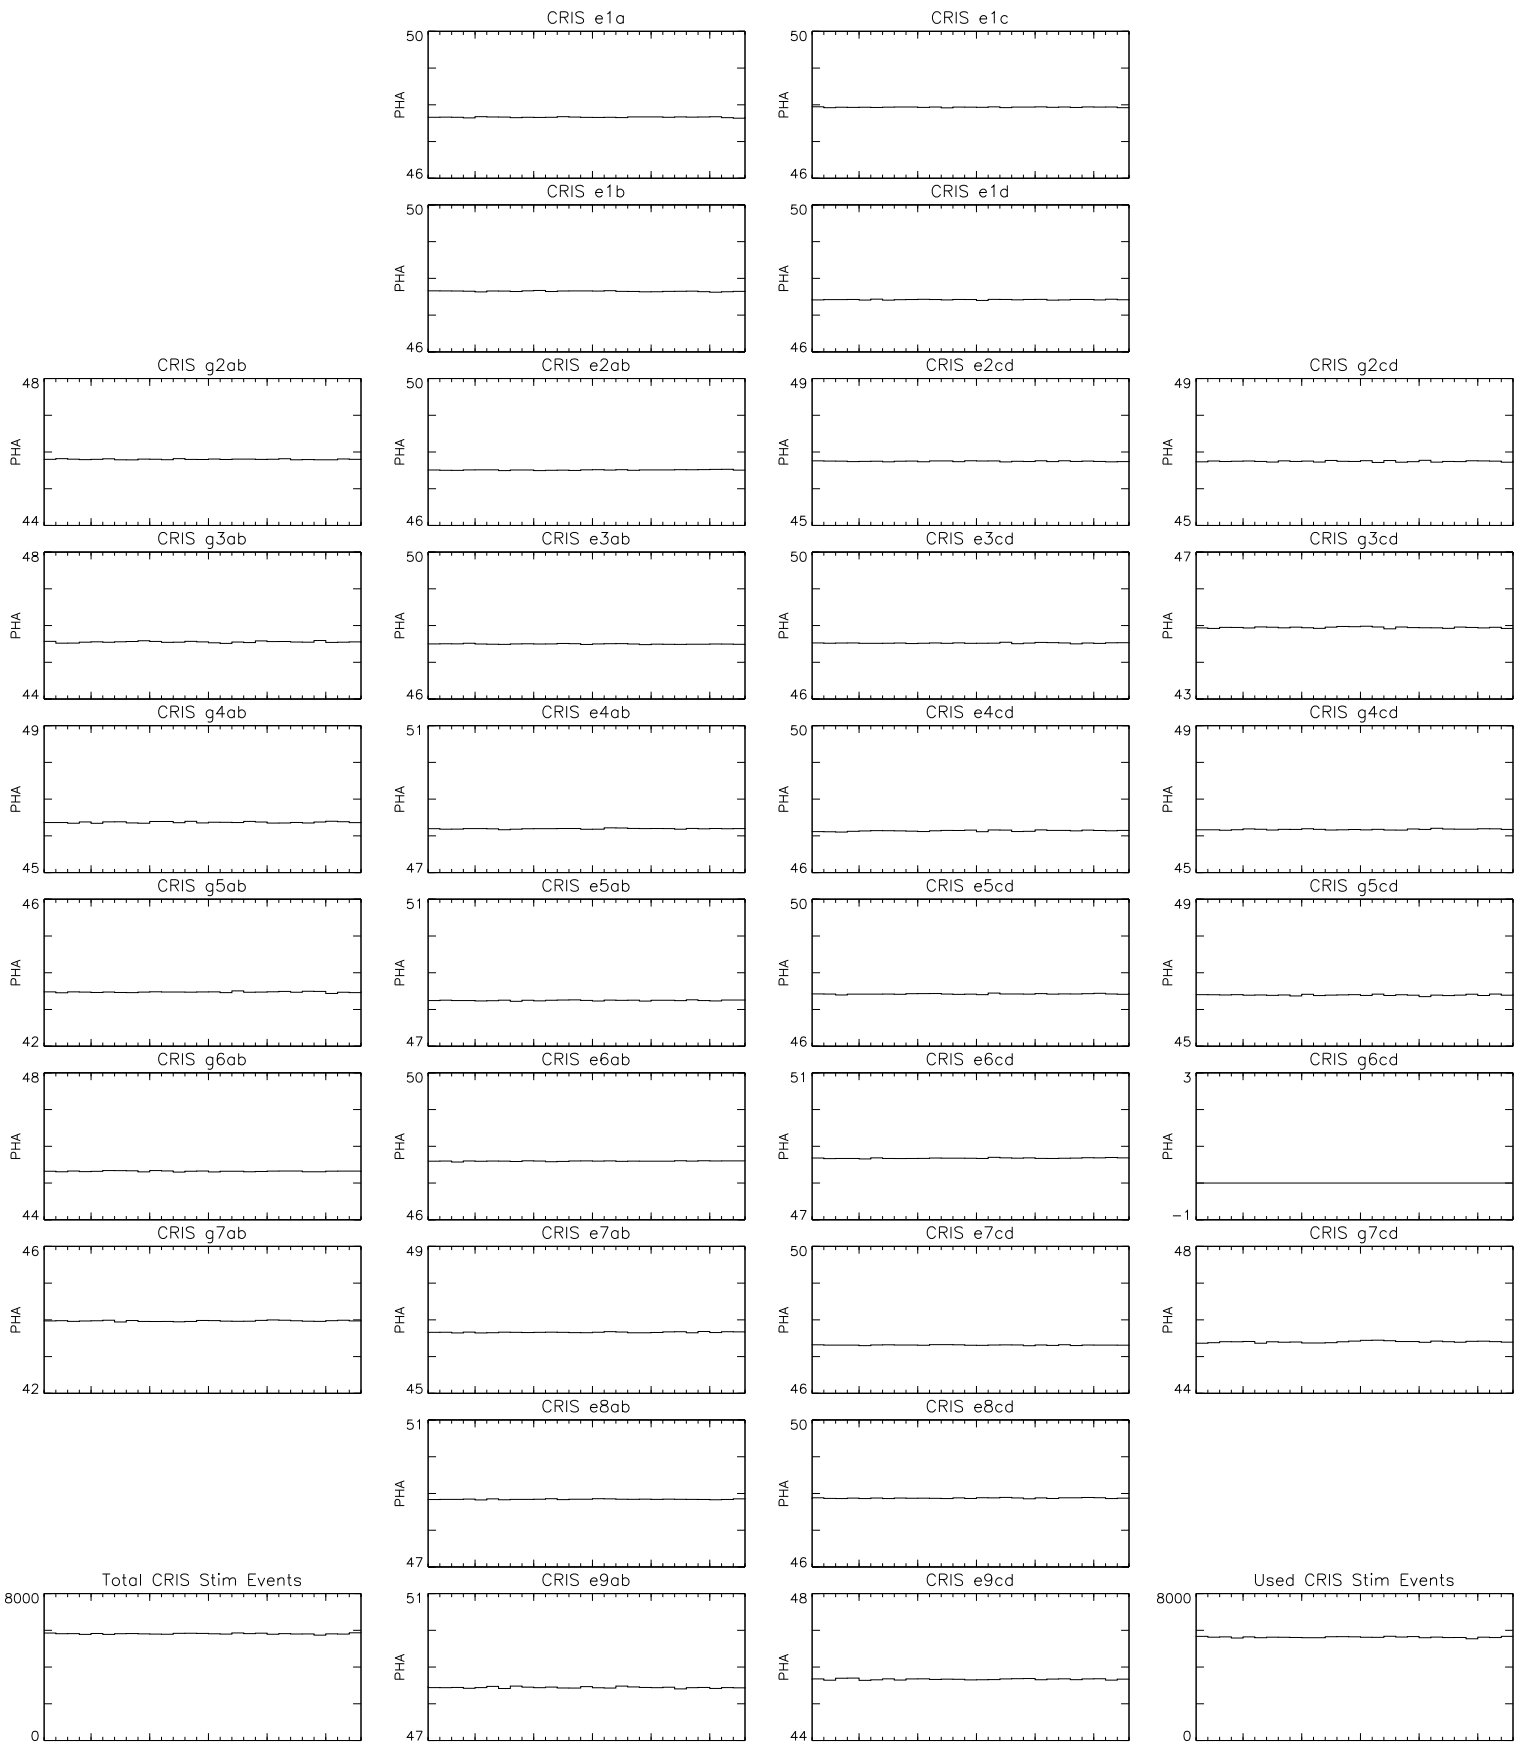 CRIS e1a
CRIS e1c
50
PHA
46
50
PHA
46
CRIS e1b
CRIS e1d
50
PHA
46
50
PHA
46
CRIS g2ab
CRIS e2ab
CRIS e2cd
CRIS g2cd
48
PHA
44
50
PHA
46
49
PHA
45
49
PHA
45
CRIS g3ab
CRIS e3ab
CRIS e3cd
CRIS g3cd
48
PHA
44
50
PHA
46
50
PHA
46
47
PHA
43
CRIS g4ab
CRIS e4ab
CRIS e4cd
CRIS g4cd
49
PHA
45
51
PHA
47
50
PHA
46
49
PHA
45
CRIS g5ab
CRIS e5ab
CRIS e5cd
CRIS g5cd
46
PHA
42
51
PHA
47
50
PHA
46
49
PHA
45
CRIS g6ab
CRIS e6ab
CRIS e6cd
CRIS g6cd
48
PHA
44
50
PHA
46
51
PHA
47
3
PHA
-1
CRIS g7ab
CRIS e7ab
CRIS e7cd
CRIS g7cd
46
PHA
42
49
PHA
45
50
PHA
46
48
PHA
44
CRIS e8ab
CRIS e8cd
51
PHA
47
50
PHA
46
Total CRIS Stim Events
CRIS e9ab
CRIS e9cd
Used CRIS Stim Events
8000
0
51
PHA
47
48
PHA
44
8000
0